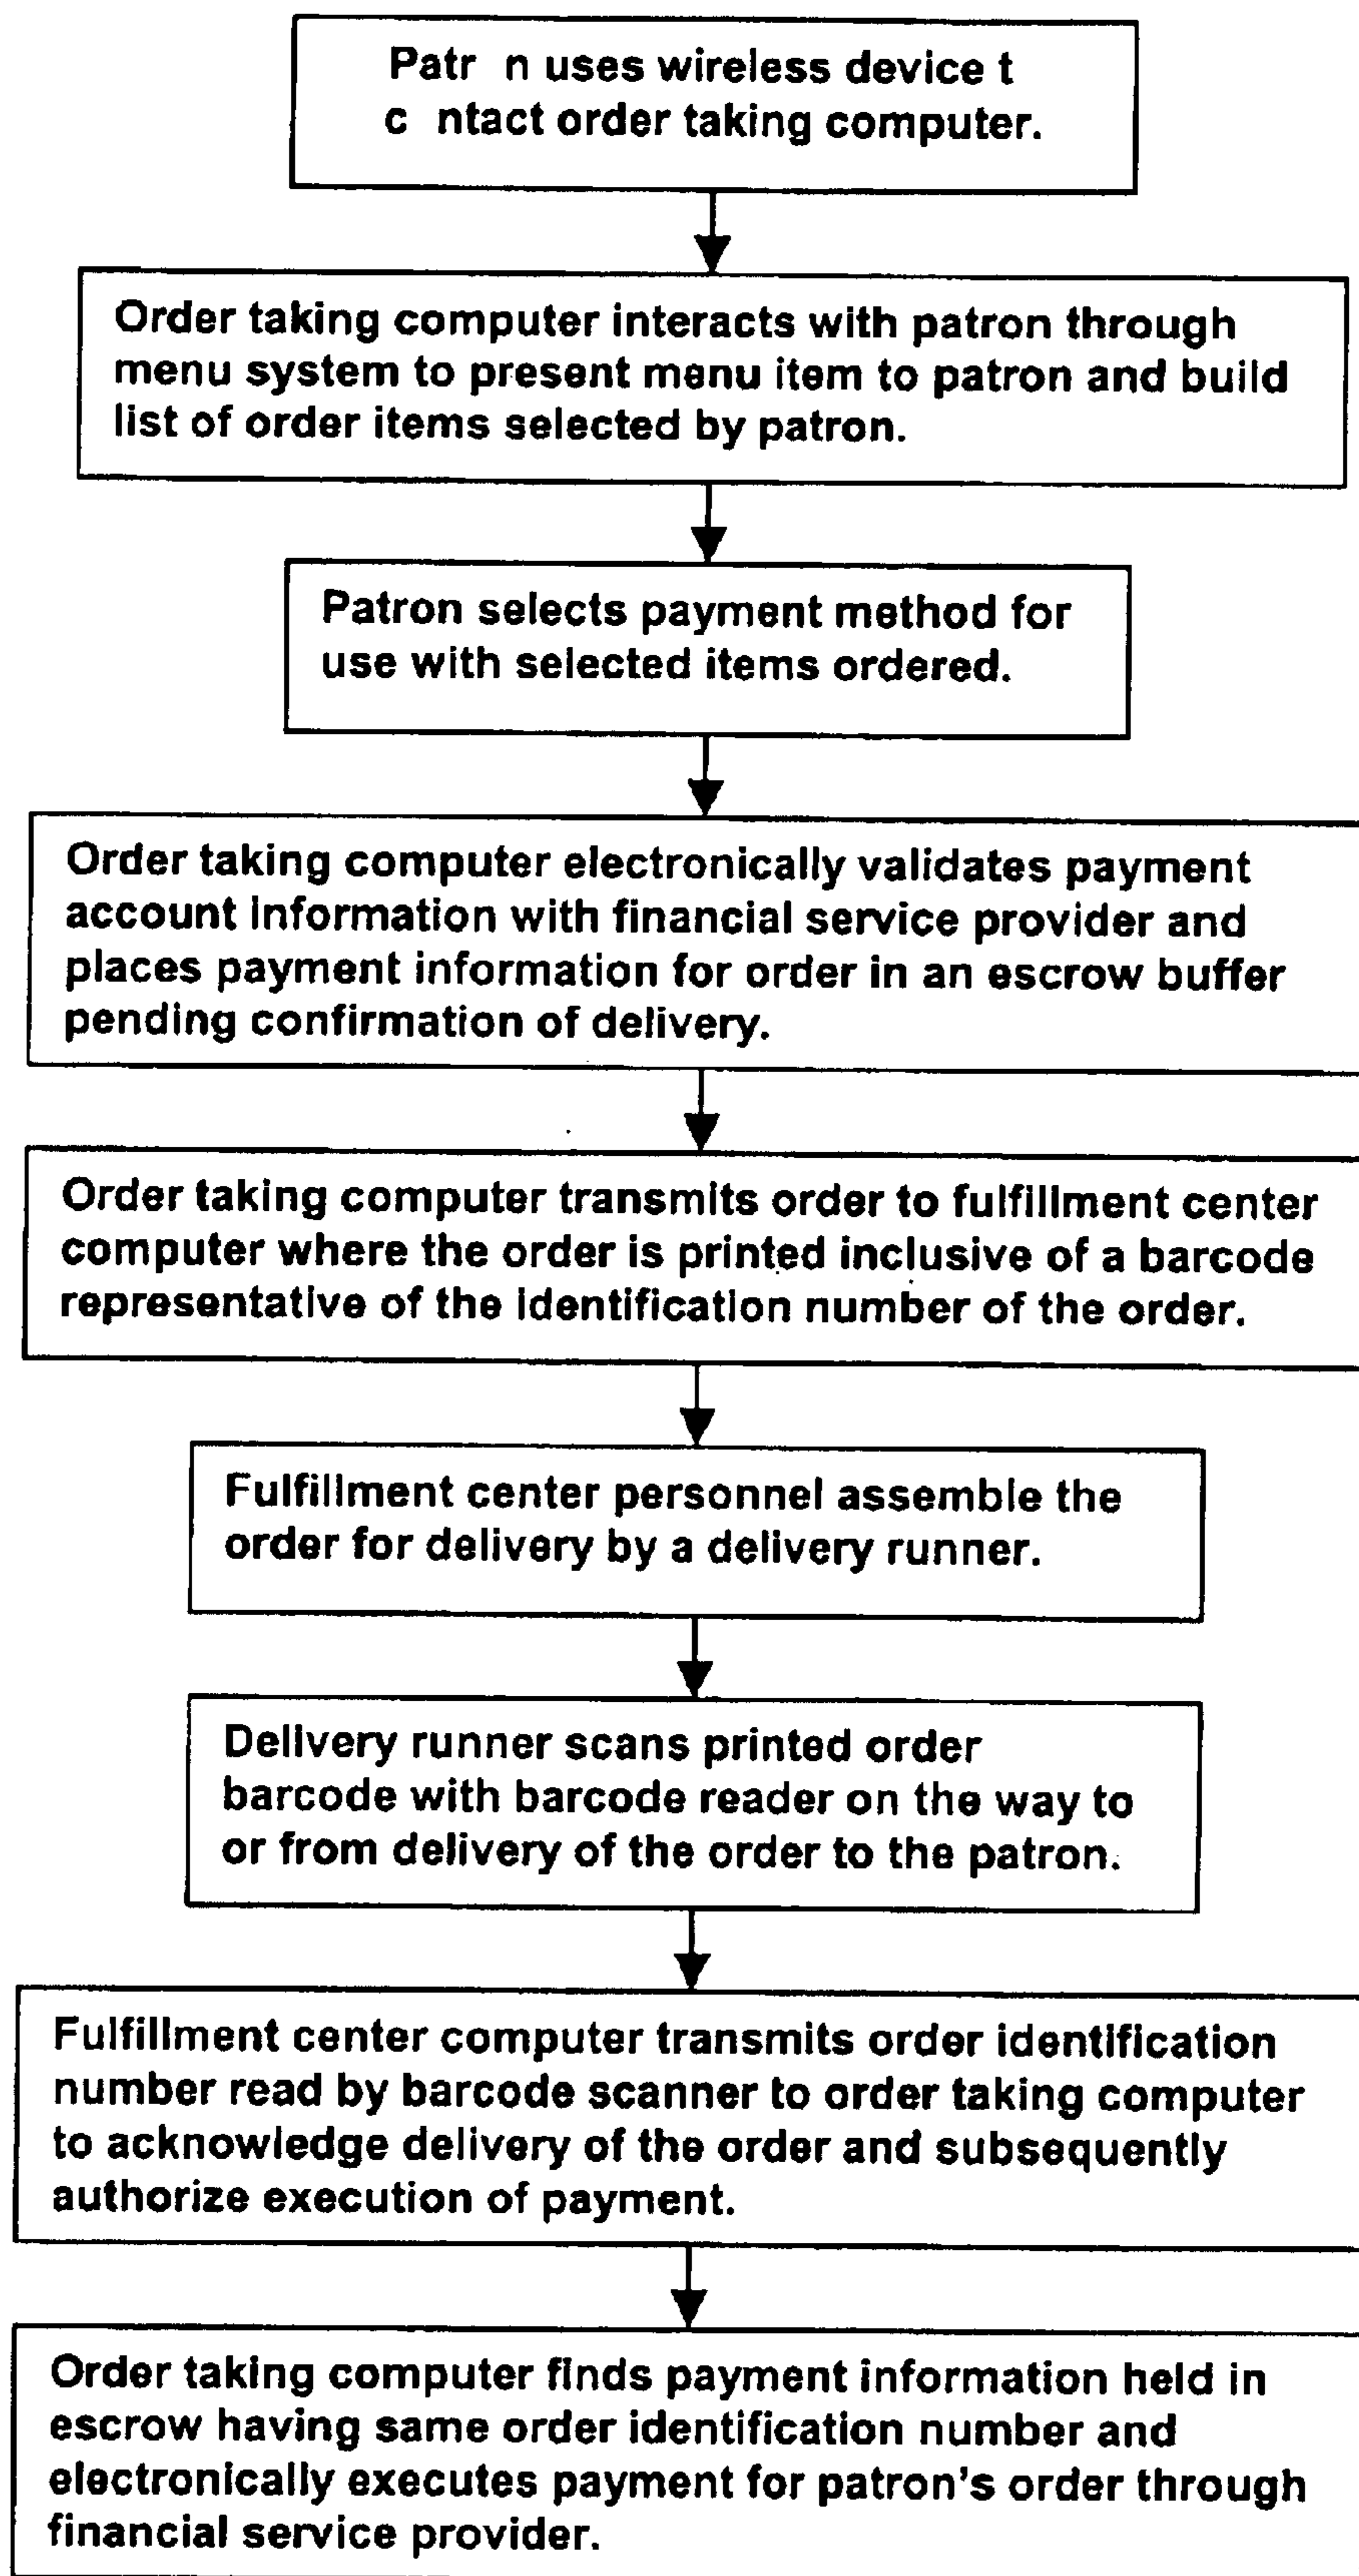 Patr n uses wireless device t
c ntact order taking computer.
Order taking computer interacts with patron through
menu system to present menu item to patron and build
list of order items selected by patron.
Patron selects payment method for
use with selected items ordered.
Order taking computer electronically validates payment
account information with financial service provider and
places payment information for order in an escrow buffer
pending confirmation of delivery.
Order taking computer transmits order to fulfillment center
computer where the order is printed inclusive of a barcode
representative of the identification number of the order.
Fulfillment center personnel assemble the
order for delivery by a delivery runner.
Delivery runner scans printed order
barcode with barcode reader on the way to
or from delivery of the order to the patron.
Fulfillment center computer transmits order identification
number read by barcode scanner to order taking computer
to acknowledge delivery of the order and subsequently
authorize execution of payment.
Order taking computer finds payment information held in
escrow having same order identification number and
electronically executes payment for patron's order through
financial service provider.